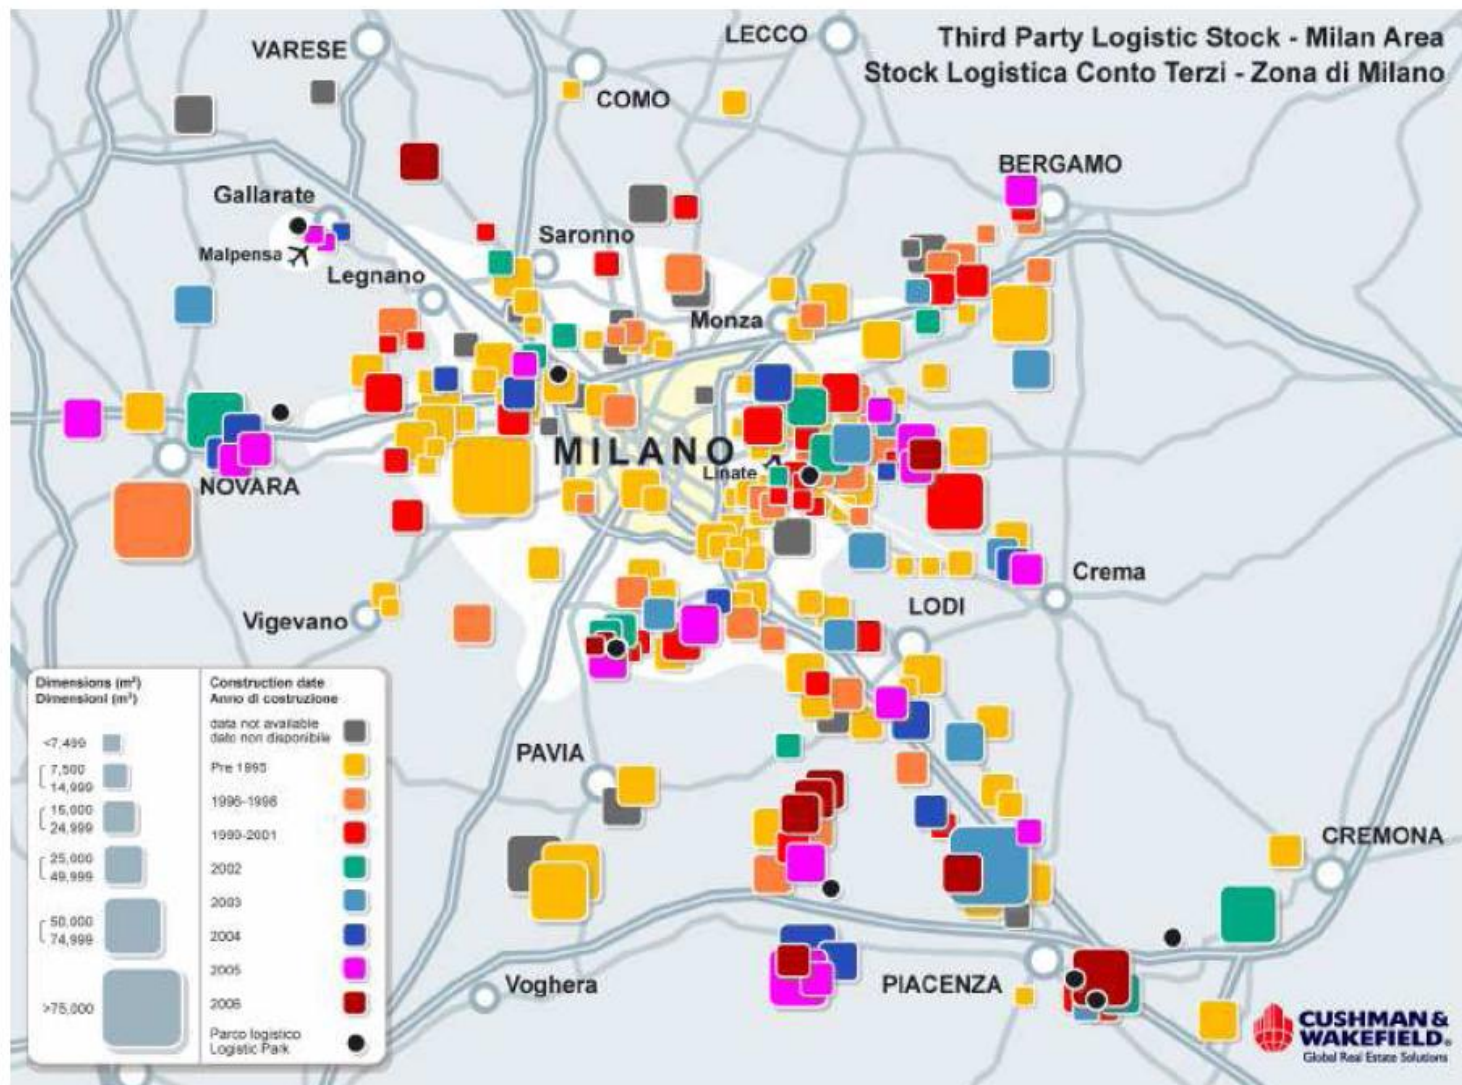 Third Party Logistic Stock - Milan Area
Stock Logistica Conto Terzi - Zona di Milano
VARESE
LECCO
COMO
BERGAMO
Gallarate
Malpensa
Saronno
Legnano
Monza
MILANO
Linate
NOVARA
Crema
LODI
Vigevano
PAVIA
CREMONA
Voghera
PIACENZA
Dimensions (m²)
Dimensioni (m²)
<7,499
7,500
14,999
15,000
24,999
25,000
49,999
50,000
74,999
>75,000
Construction date
Anno di costruzione
data not available
dato non disponibile
Pre 1995
1996-1998
1999-2001
2002
2003
2004
2005
2006
Parco logistico
Logistic Park
CUSHMAN &
WAKEFIELD®
Global Real Estate Solutions